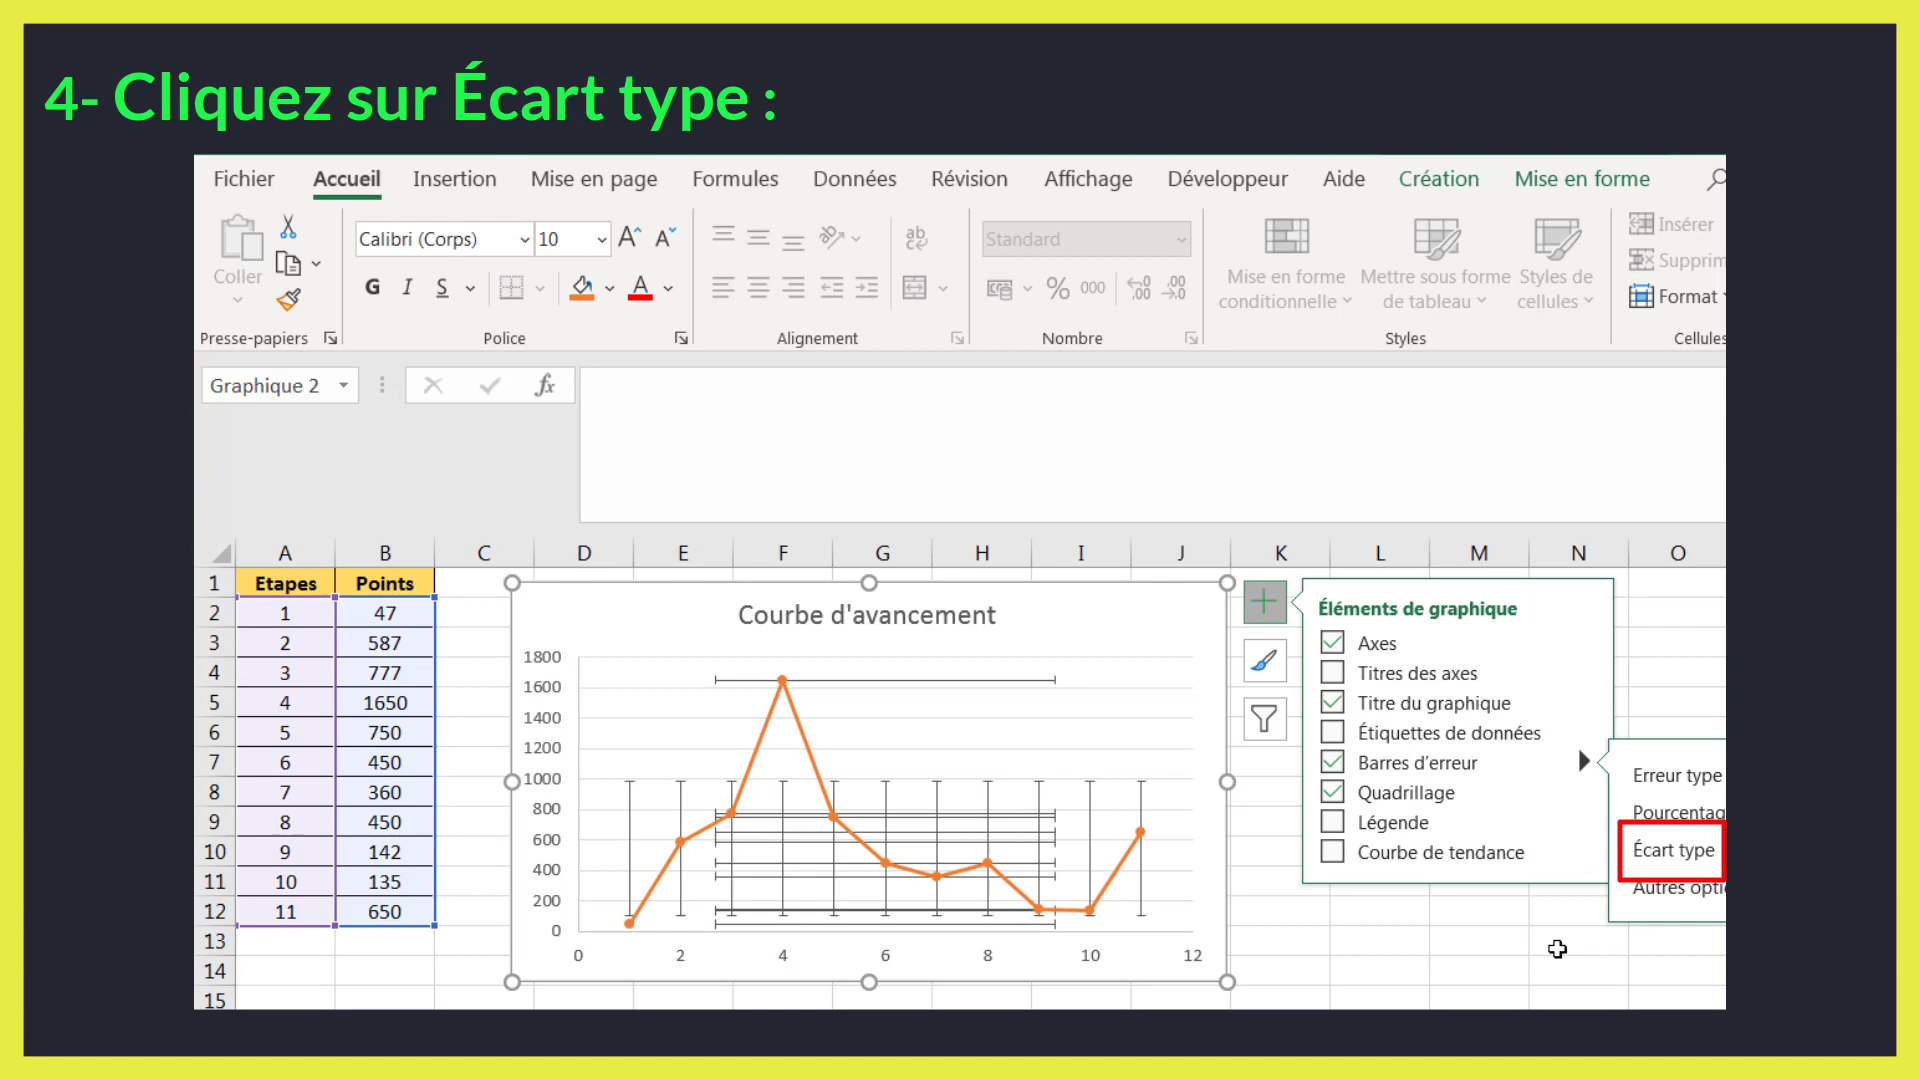 4- Cliquez sur Écart type :
Fichier Accueil Insertion Mise en page Formules Données Révision Affichage Développeur Aide Création Mise en forme
Coller
Calibri (Corps) 10
G I S
A
ab
Standard
% 000
Mise en forme conditionnelle
Mettre sous forme de tableau
Styles de cellules
Insérer
Supprim
Format
Presse-papiers Police Alignement Nombre Styles Cellules
Graphique 2 fx
A B C D E F G H I J K L M N O
1 Etapes Points
2 1 47
3 2 587
4 3 777
5 4 1650
6 5 750
7 6 450
8 7 360
9 8 450
10 9 142
11 10 135
12 11 650
13
14
15
Courbe d'avancement
1800
1600
1400
1200
1000
800
600
400
200
0
0 2 4 6 8 10 12
Éléments de graphique
Axes
Titres des axes
Titre du graphique
Étiquettes de données
Barres d'erreur
Quadrillage
Légende
Courbe de tendance
Erreur type
Pourcentag
Écart type
Autres opti